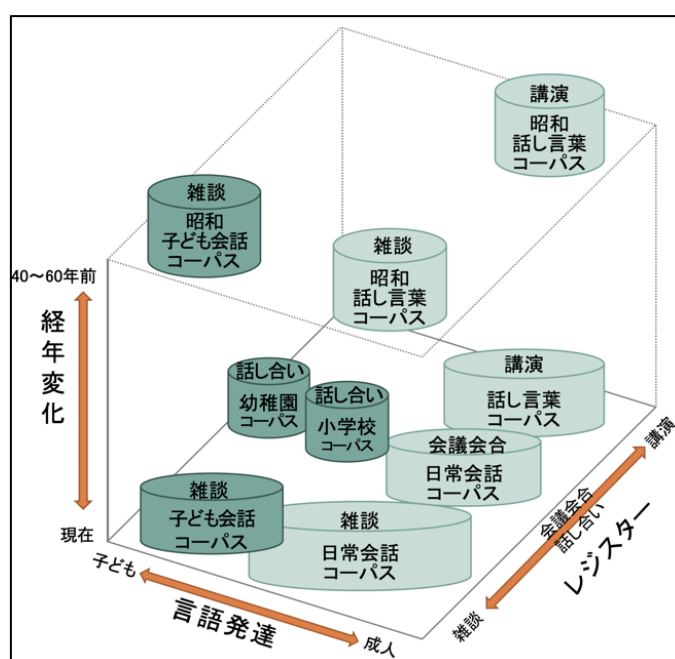 講演
昭和
話し言葉
コーパス
雑談
昭和
子ども会話
コーパス
雑談
昭和
話し言葉
コーパス
40～60年前
経年変化
現在
話し合い
幼稚園
コーパス
話し合い
小学校
コーパス
講演
話し言葉
コーパス
会議会合
日常会話
コーパス
雑談
子ども会話
コーパス
雑談
日常会話
コーパス
子ども
言語発達
成人
雑談
会議会合
話し合い
講演
レジスター